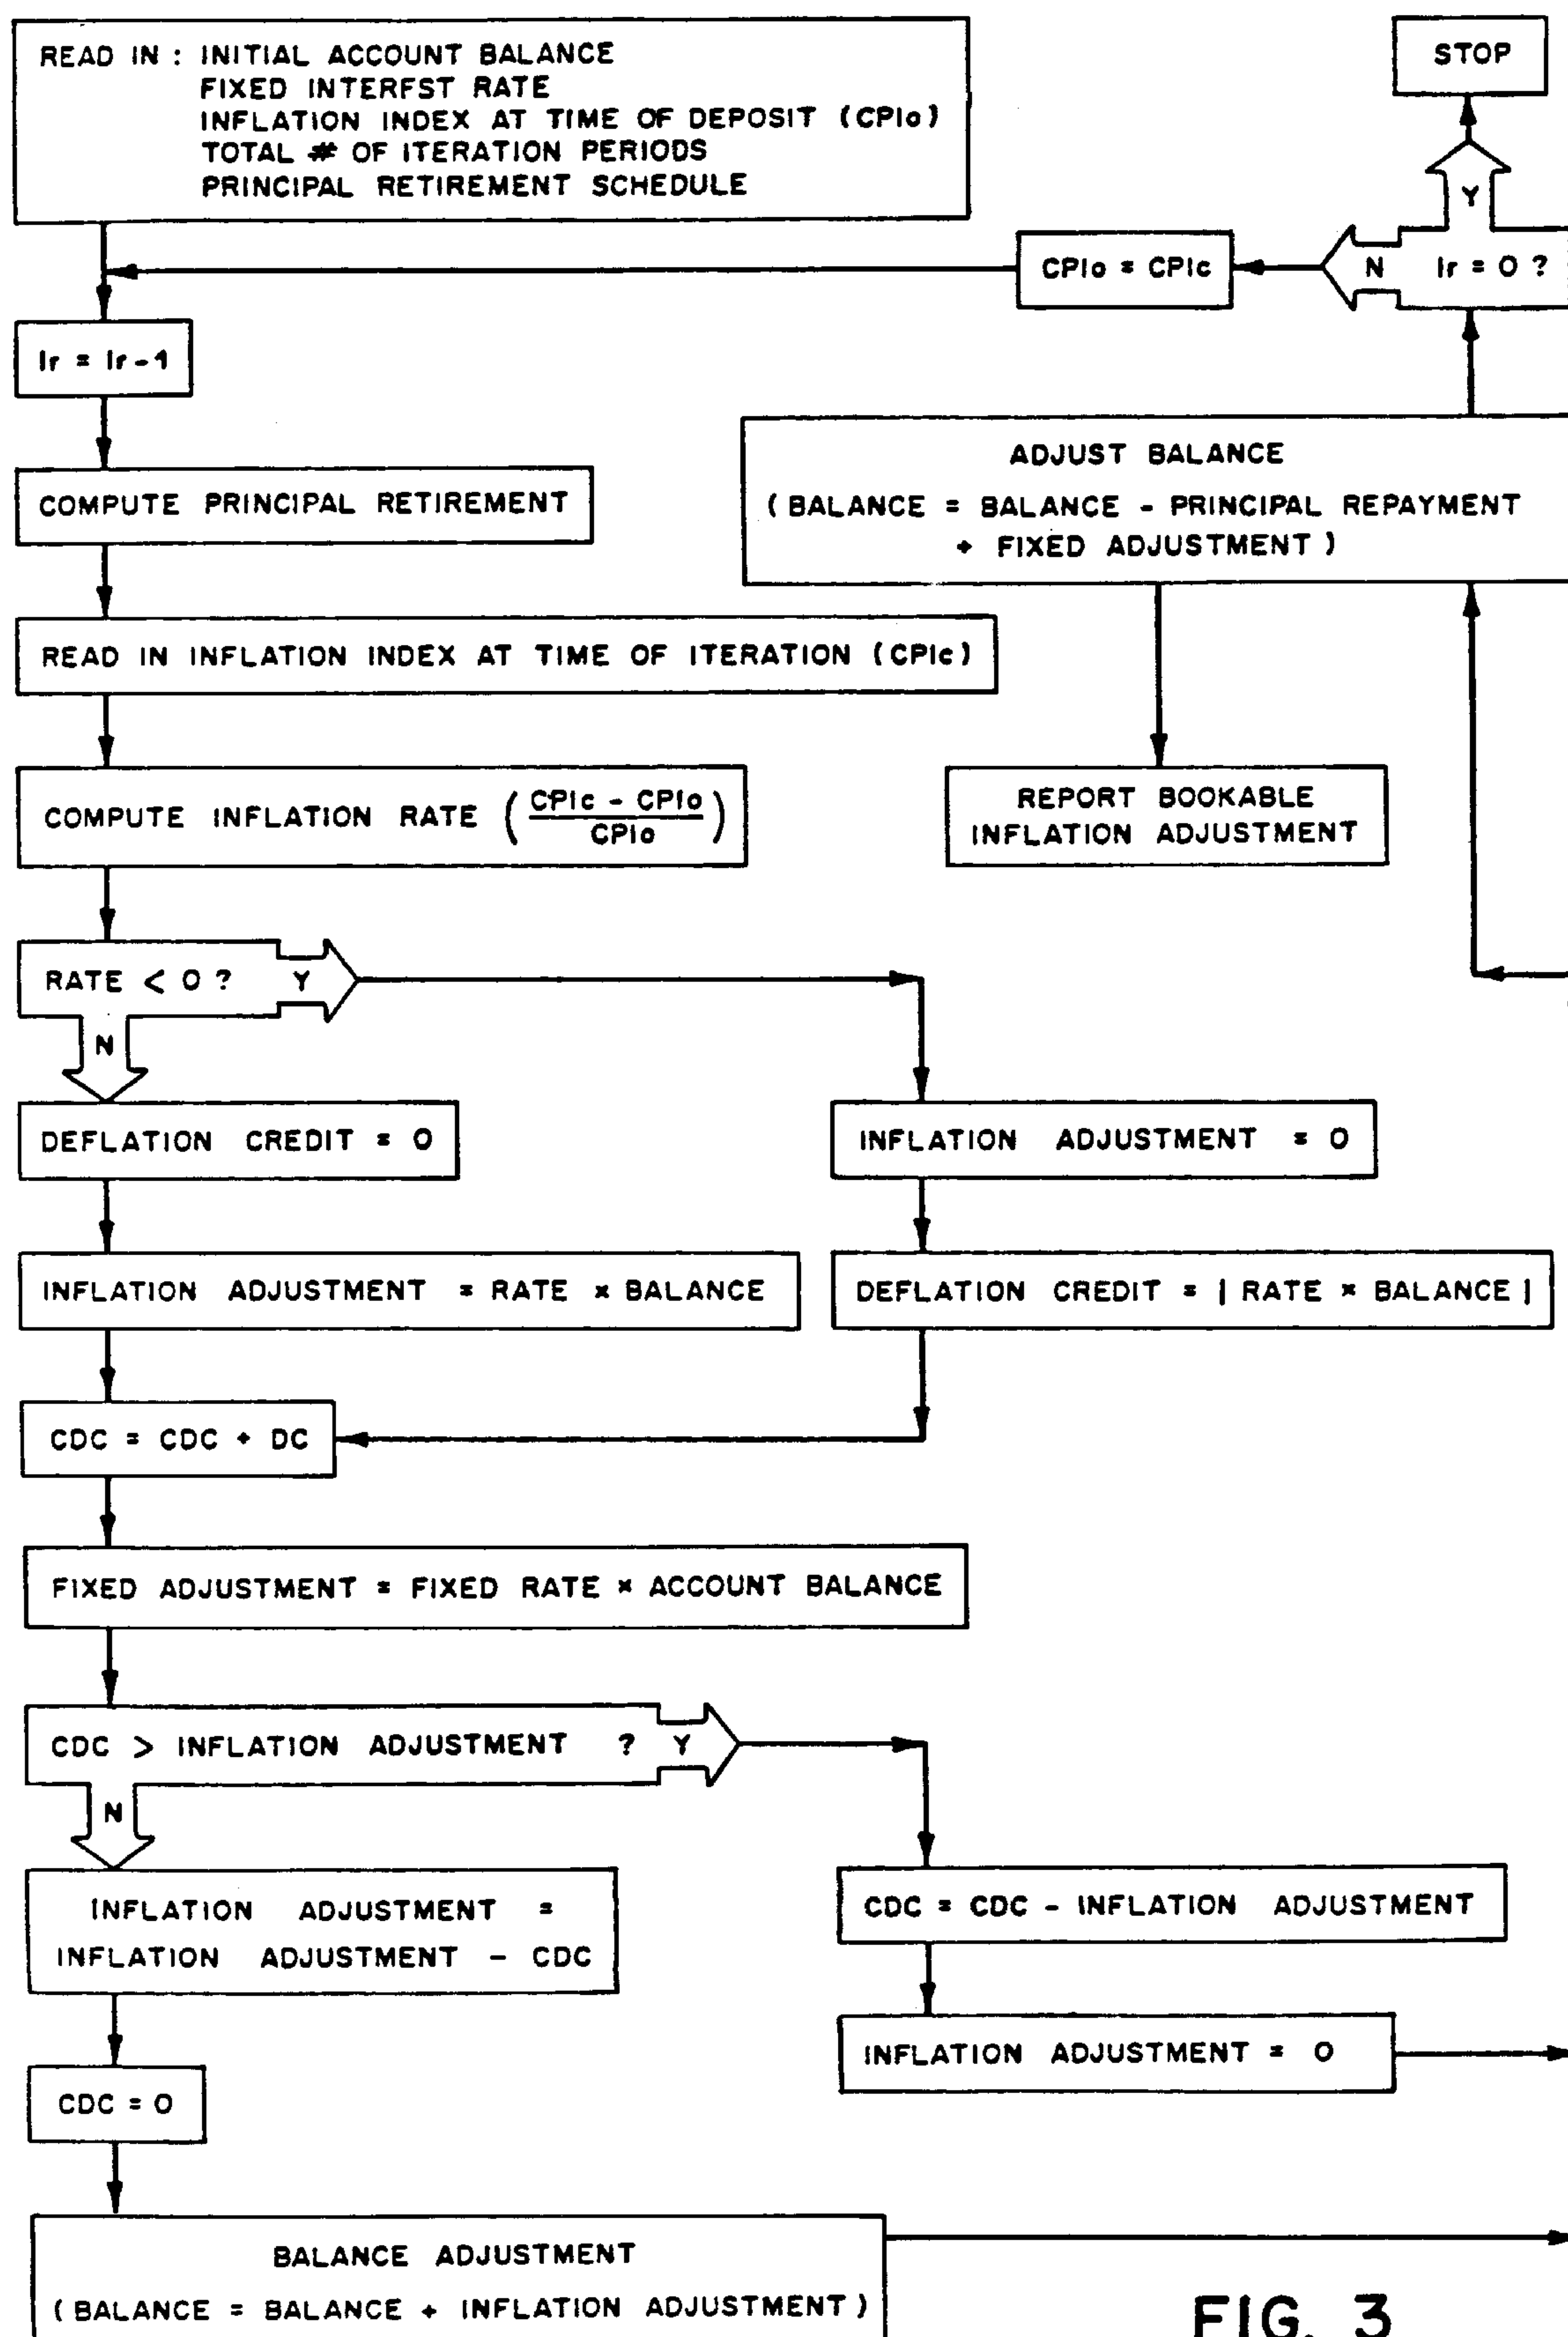 READ IN : INITIAL ACCOUNT BALANCE
FIXED INTERFST RATE
INFLATION INDEX AT TIME OF DEPOSIT (CPIo)
TOTAL # OF ITERATION PERIODS
PRINCIPAL RETIREMENT SCHEDULE
STOP
Y
CPIo = CPIc
N Ir = 0 ?
Ir = Ir-1
COMPUTE PRINCIPAL RETIREMENT
ADJUST BALANCE
( BALANCE = BALANCE - PRINCIPAL REPAYMENT
+ FIXED ADJUSTMENT )
READ IN INFLATION INDEX AT TIME OF ITERATION (CPIc)
COMPUTE INFLATION RATE ( CPIc - CPIo
CPIo )
REPORT BOOKABLE
INFLATION ADJUSTMENT
RATE < 0 ? Y
N
DEFLATION CREDIT = 0
INFLATION ADJUSTMENT = 0
INFLATION ADJUSTMENT = RATE x BALANCE
DEFLATION CREDIT = | RATE x BALANCE |
CDC = CDC + DC
FIXED ADJUSTMENT = FIXED RATE x ACCOUNT BALANCE
CDC > INFLATION ADJUSTMENT ? Y
N
INFLATION ADJUSTMENT =
INFLATION ADJUSTMENT - CDC
CDC = CDC - INFLATION ADJUSTMENT
INFLATION ADJUSTMENT = 0
CDC = 0
BALANCE ADJUSTMENT
( BALANCE = BALANCE + INFLATION ADJUSTMENT )
FIG. 3